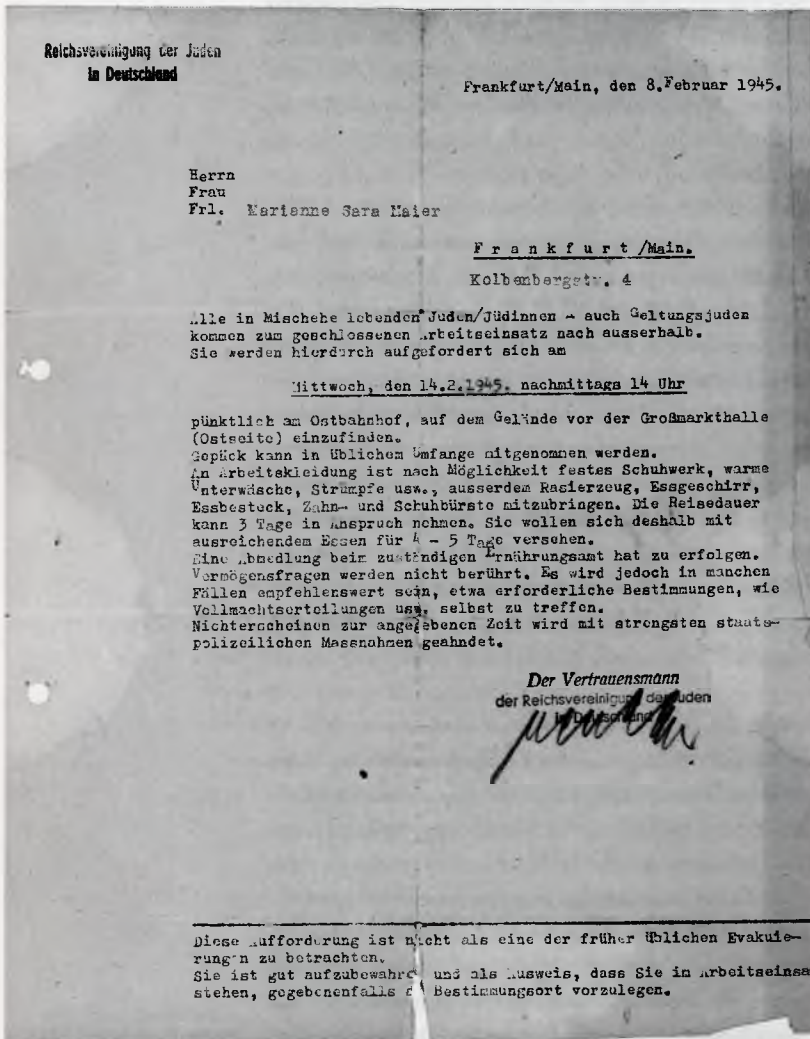 Reichsvereinigung der Juden
in Deutschland
Frankfurt/Main, den 8.Februar 1945.
Herrn
Frau
Frl. Marianne Sara Maier
Frankfurt/Main.
Kolbenbergstr. 4
Alle in Mischehe lebenden Juden/Jüdinnen - auch Geltungsjuden
kommen zum geschlossenen Arbeitseinsatz nach ausserhalb.
Sie werden hierdurch aufgefordert sich am
Mittwoch, den 14.2.1945. nachmittags 14 Uhr
pünktlich am Ostbahnhof, auf dem Gelände vor der Großmarkthalle
(Ostseite) einzufinden.
Gepäck kann in üblichem Umfange mitgenommen werden.
An Arbeitskleidung ist nach Möglichkeit festes Schuhwerk, warme
Unterwäsche, Strümpfe usw., ausserdem Rasierzeug, Essgeschirr,
Essbesteck, Zahn- und Schuhbürste mitzubringen. Die Reisedauer
kann 3 Tage in Anspruch nehmen. Sie wollen sich deshalb mit
ausreichendem Essen für 4 - 5 Tage versehen.
Eine Abmedlung beim zuständigen Ernährungsamt hat zu erfolgen.
Vermögensfragen werden nicht berührt. Es wird jedoch in manchen
Fällen empfehlenswert sein, etwa erforderliche Bestimmungen, wie
Vollmachtserteilungen usw. selbst zu treffen.
Nichterscheinen zur angegebenen Zeit wird mit strengsten staats-
polizeilichen Massnahmen geahndet.
Der Vertrauensmann
der Reichsvereinigung der Juden
in Deutschland
Diese Aufforderung ist nicht als eine der früher üblichen Evakuie-
rungen zu betrachten.
Sie ist gut aufzubewahren und als Ausweis, dass Sie im Arbeitseinsa
stehen, gegebenenfalls Bestimmungsort vorzulegen.